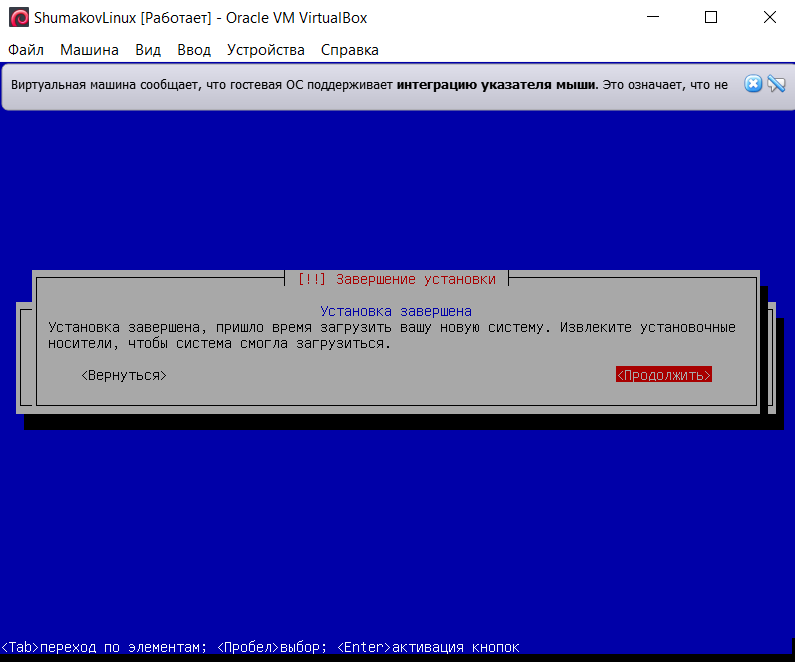 ShumakovLinux [Работает] - Oracle VM VirtualBox
Файл Машина Вид Ввод Устройства Справка
Виртуальная машина сообщает, что гостевая ОС поддерживает интеграцию указателя мыши. Это означает, что не
[!!] Завершение установки
Установка завершена
Установка завершена, пришло время загрузить вашу новую систему. Извлеките установочные
носители, чтобы система смогла загрузиться.
<Вернуться> <Продолжить>
<Tab>переход по элементам; <Пробел>выбор; <Enter>активация кнопок